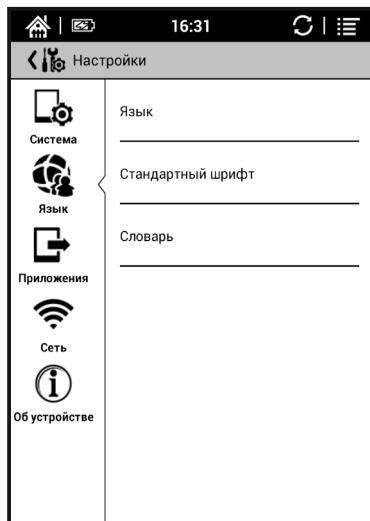 16:31
Настройки
Система
Язык
Приложения
Сеть
Об устройстве
Язык
Стандартный шрифт
Словарь